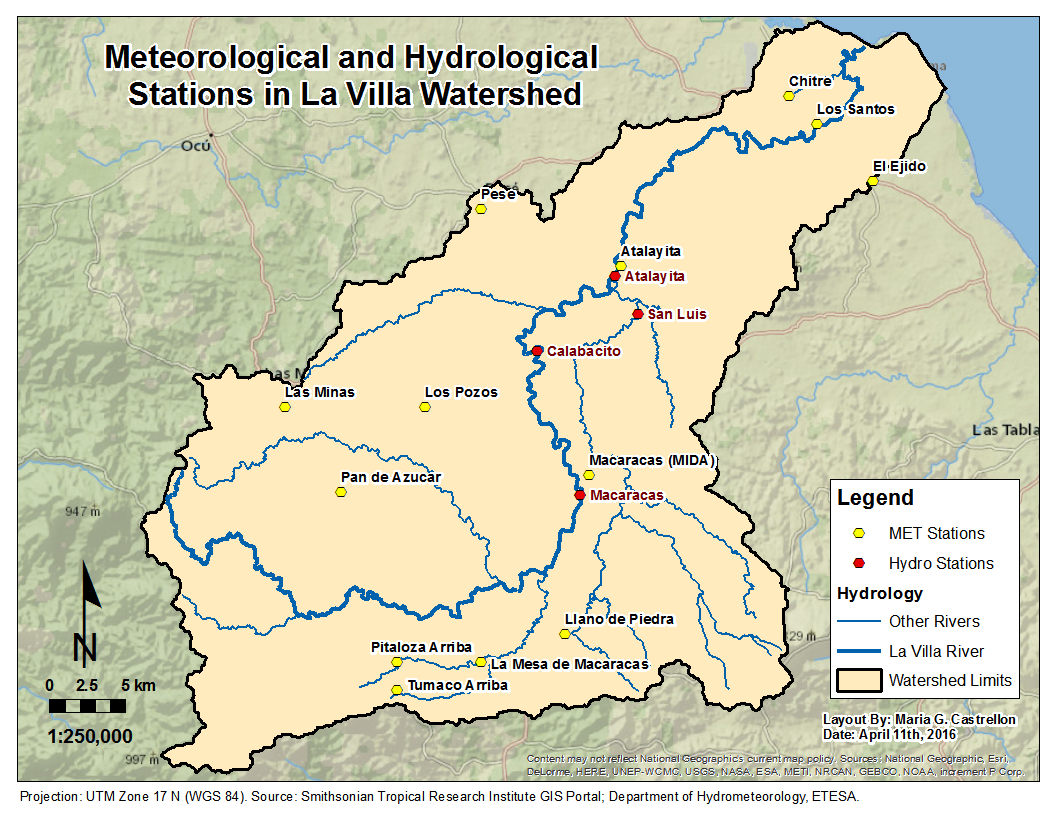 Meteorological and Hydrological
Stations in La Villa Watershed
Chitre
Los Santos
Ocú
El Ejido
Pese
Atalayita
Atalayita
San Luis
Calabacito
Las Minas
Los Pozos
Las Tabla
Macaracas (MIDA)
Pan de Azucar
Macaracas
947 m
Llano de Piedra
829 m
Pitaloza Arriba
La Mesa de Macaracas
Tumaco Arriba
997 m
N
0 2.5 5 km
1:250,000
Legend
MET Stations
Hydro Stations
Hydrology
Other Rivers
La Villa River
Watershed Limits
Layout By: Maria G. Castrellon
Date: April 11th, 2016
Content may not reflect National Geographic's current map policy. Sources: National Geographic, Esri,
DeLorme, HERE, UNEP-WCMC, USGS, NASA, ESA, METI, NRCAN, GEBCO, NOAA, increment P Corp.
Projection: UTM Zone 17 N (WGS 84). Source: Smithsonian Tropical Research Institute GIS Portal; Department of Hydrometeorology, ETESA.